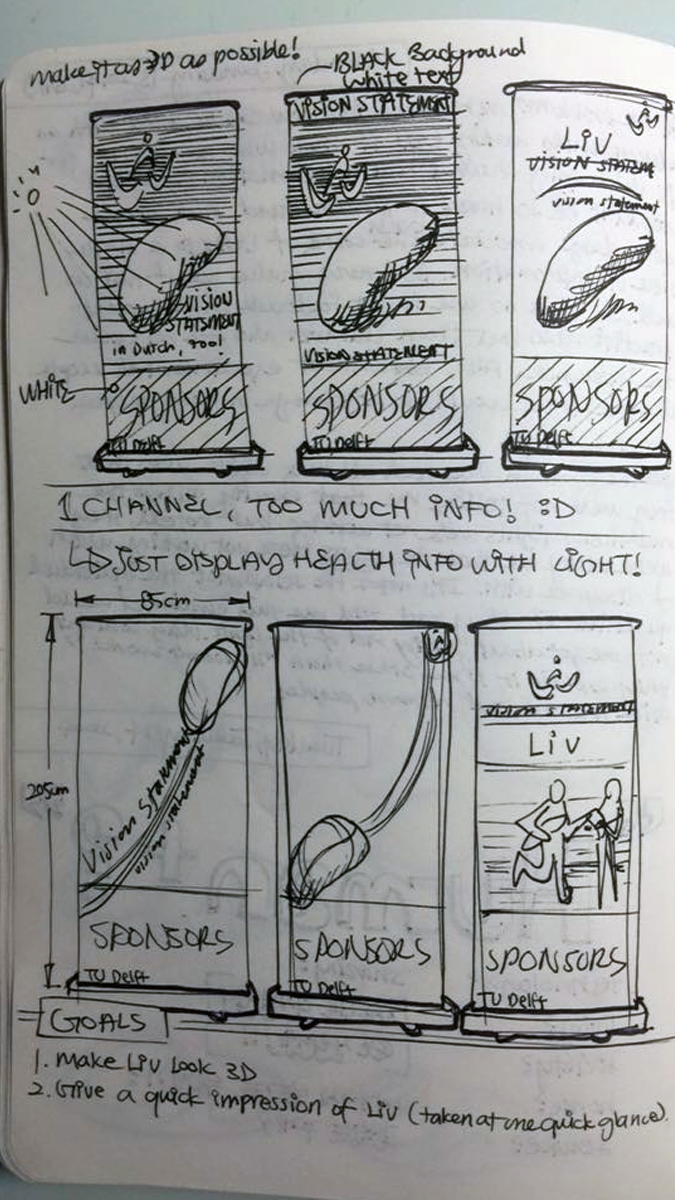 make it as 3D as possible!
BLACK Background
white text
VISION STATEMENT
LiV
VISION STATEM
vision statement
VISION
STATSMENT
in Dutch, too!
VISION STATEMENT
WHITE
SPONSORS
SPONSORS
SPONSORS
TU Delft
TU Delft
TU Delft
1 CHANNEL, TOO MUCH INFO! :D
JUST DISPLAY HEALTH INFO WITH LIGHT!
85cm
205cm
Vision Statement
vision statement
VISION STATEMENT
LiV
SPONSORS
SPONSORS
SPONSORS
TU Delft
TU Delft
TU Delft
GOALS
1. Make Liv Look 3D
2. Give a quick impression of Liv (taken at one quick glance).